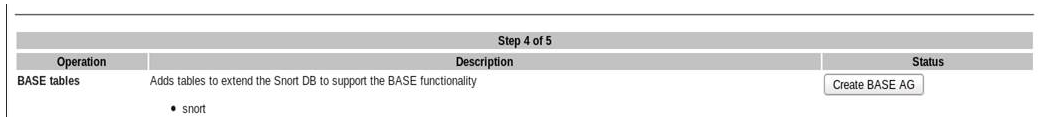 Step 4 of 5
Operation Description Status
BASE tables Adds tables to extend the Snort DB to support the BASE functionality Create BASE AG
• snort